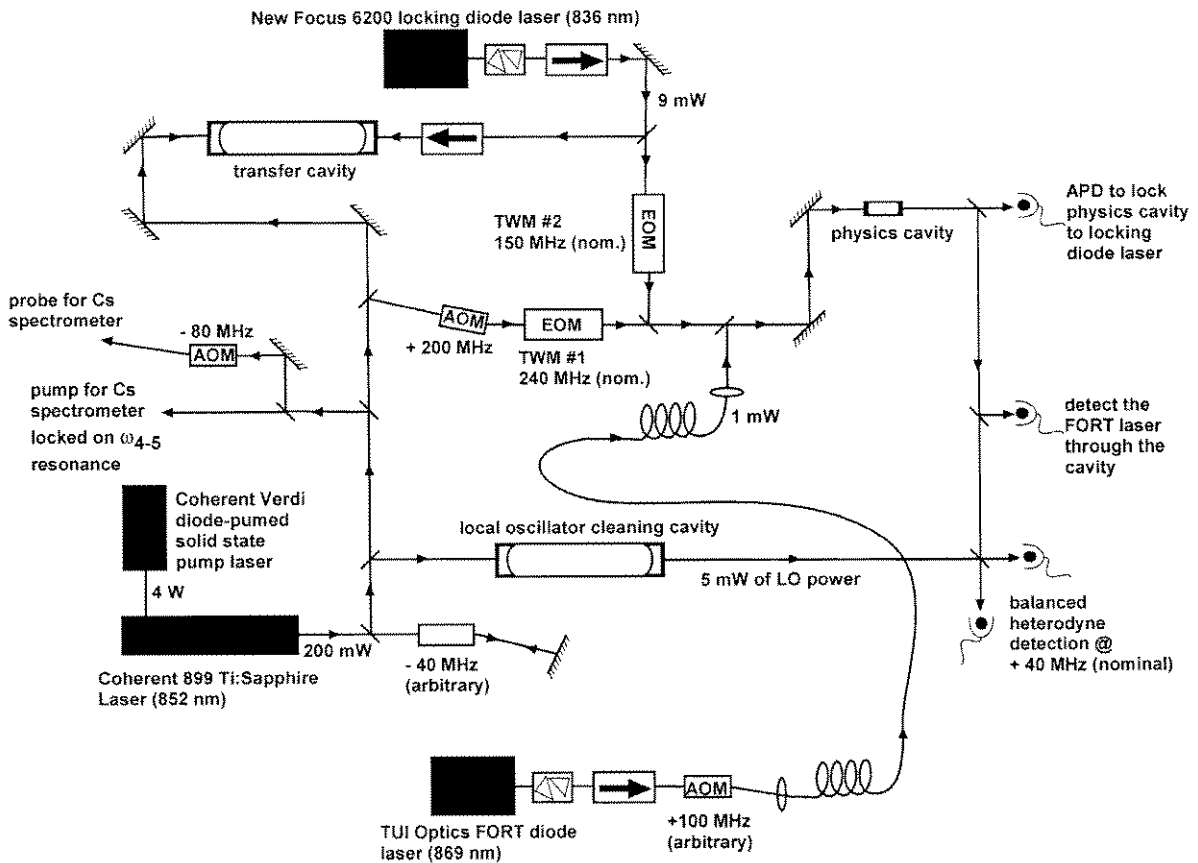 New Focus 6200 locking diode laser (836 nm)
9 mW
transfer cavity
TWM #2
150 MHz (nom.)
EOM
physics cavity
APD to lock
physics cavity
to locking
diode laser
probe for Cs
spectrometer
- 80 MHz
AOM
AOM
+ 200 MHz
EOM
TWM #1
240 MHz (nom.)
pump for Cs
spectrometer
locked on ω4-5
resonance
1 mW
detect the
FORT laser
through the
cavity
Coherent Verdi
diode-pumed
solid state
pump laser
4 W
local oscillator cleaning cavity
5 mW of LO power
200 mW
Coherent 899 Ti:Sapphire
Laser (852 nm)
- 40 MHz
(arbitrary)
balanced
heterodyne
detection @
+ 40 MHz (nominal)
AOM
+100 MHz
(arbitrary)
TUI Optics FORT diode
laser (869 nm)